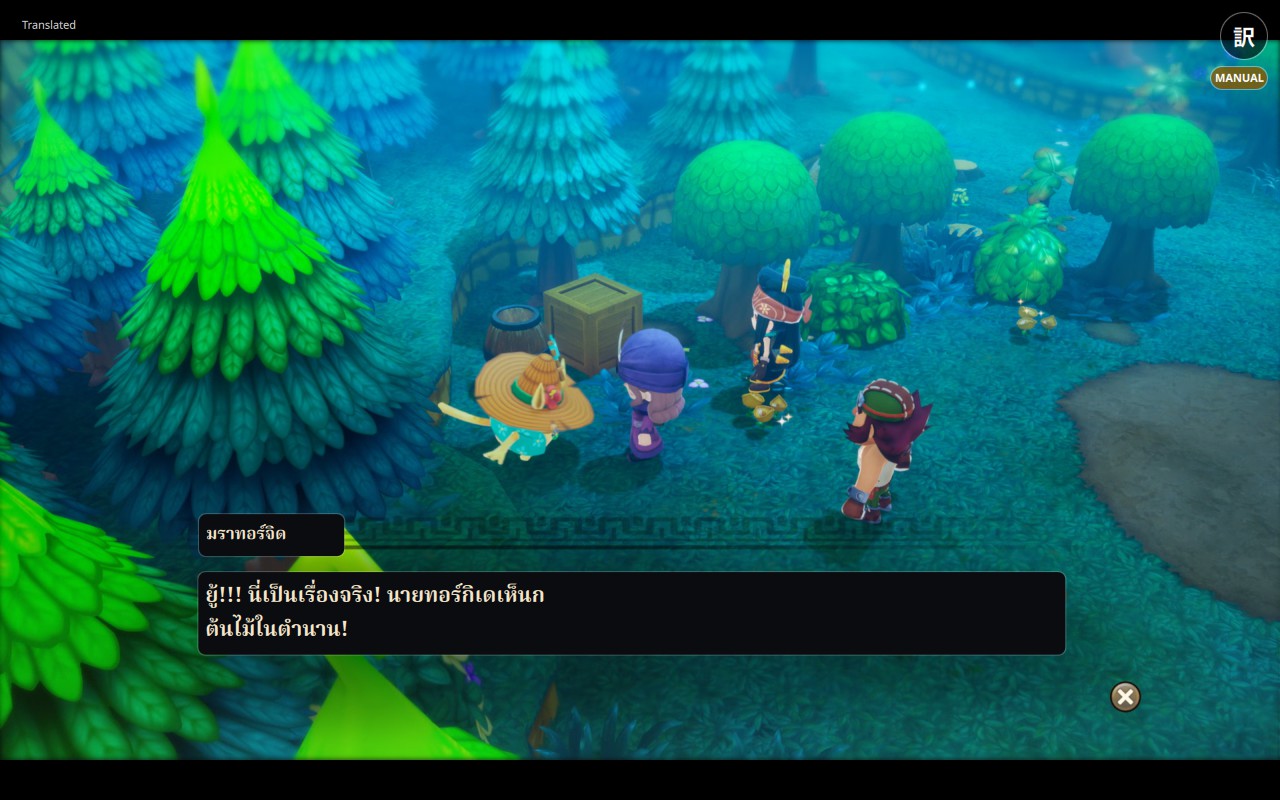 Translated
訳
MANUAL
มราทอร์จิด
ยู้!!! นี่เป็นเรื่องจริง! นายทอร์กิเดเห็นก
ต้นไม้ในตำนาน!